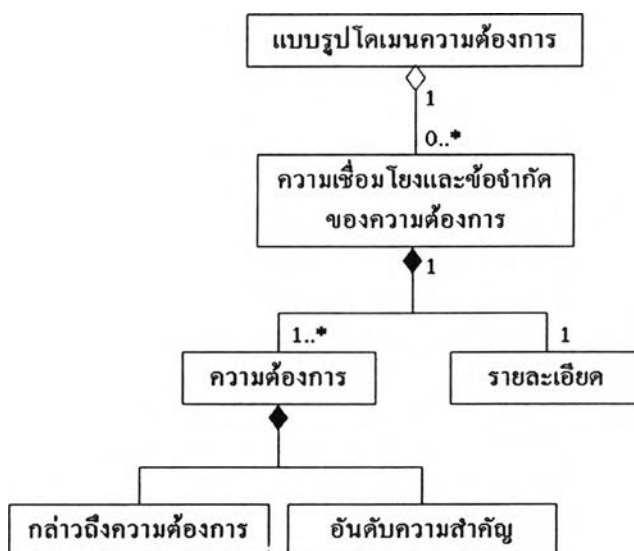 แบบรูปโดเมนความต้องการ
1
0..*
ความเชื่อมโยงและข้อจำกัด
ของความต้องการ
1
1..*
1
ความต้องการ
รายละเอียด
กล่าวถึงความต้องการ
อันดับความสำคัญ